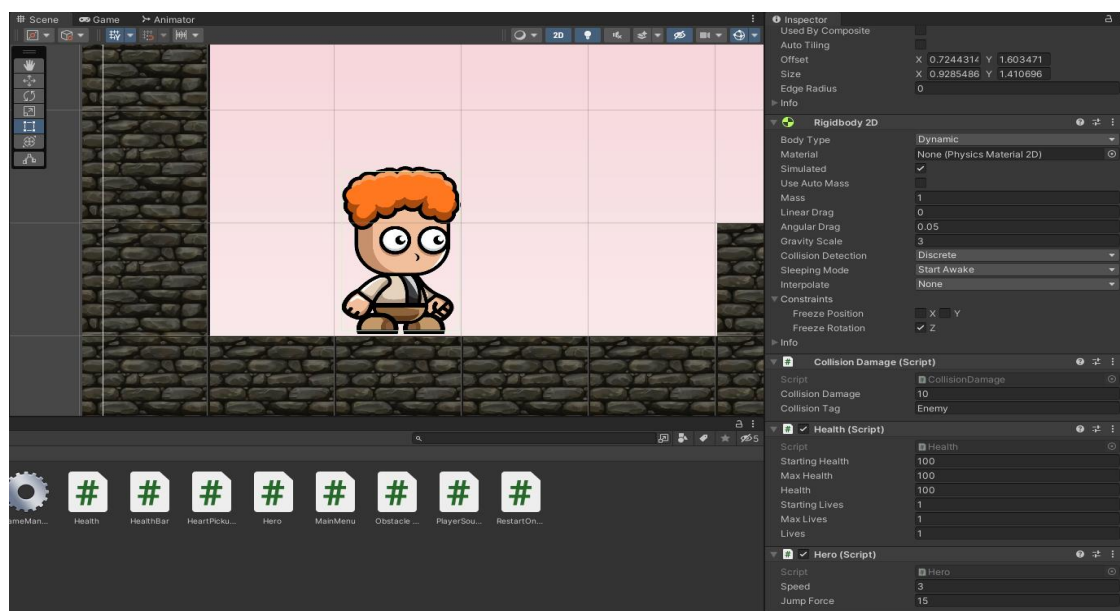 Scene Game Animator
2D
5
ameMan...
Health
HealthBar
HeartPicku...
Hero
MainMenu
Obstacle ...
PlayerSou...
RestartOn...
Inspector
Used By Composite
Auto Tiling
Offset X 0.7244314 Y 1.603471
Size X 0.9285486 Y 1.410696
Edge Radius 0
Info
Rigidbody 2D
Body Type Dynamic
Material None (Physics Material 2D)
Simulated
Use Auto Mass
Mass 1
Linear Drag 0
Angular Drag 0.05
Gravity Scale 3
Collision Detection Discrete
Sleeping Mode Start Awake
Interpolate None
Constraints
Freeze Position X Y
Freeze Rotation Z
Info
# Collision Damage (Script)
Script CollisionDamage
Collision Damage 10
Collision Tag Enemy
# Health (Script)
Script Health
Starting Health 100
Max Health 100
Health 100
Starting Lives 1
Max Lives 1
Lives 1
# Hero (Script)
Script Hero
Speed 3
Jump Force 15